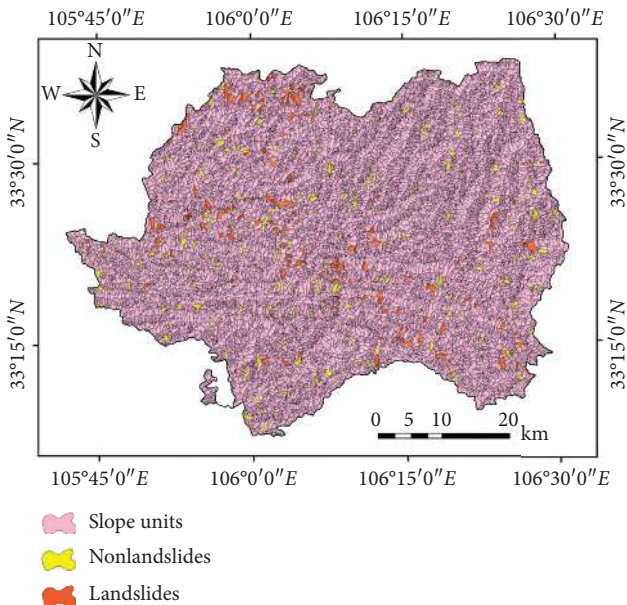 105°45′0″E 106°0′0″E 106°15′0″E 106°30′0″E
N
W E
S
33°30′0″N 33°30′0″N
33°15′0″N 33°15′0″N
0 5 10 20
km
105°45′0″E 106°0′0″E 106°15′0″E 106°30′0″E
Slope units
Nonlandslides
Landslides